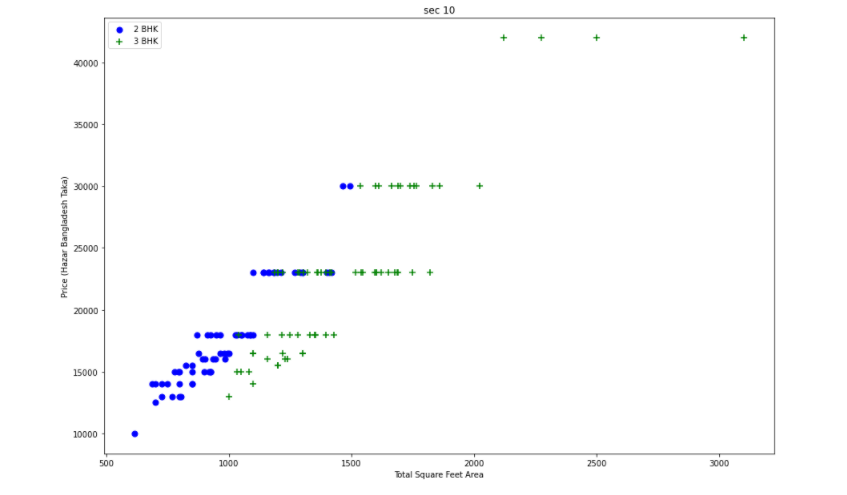 sec 10
2 BHK
3 BHK
40000
35000
30000
25000
20000
15000
10000
Price (Hazar Bangladesh Taka)
500 1000 1500 2000 2500 3000
Total Square Feet Area